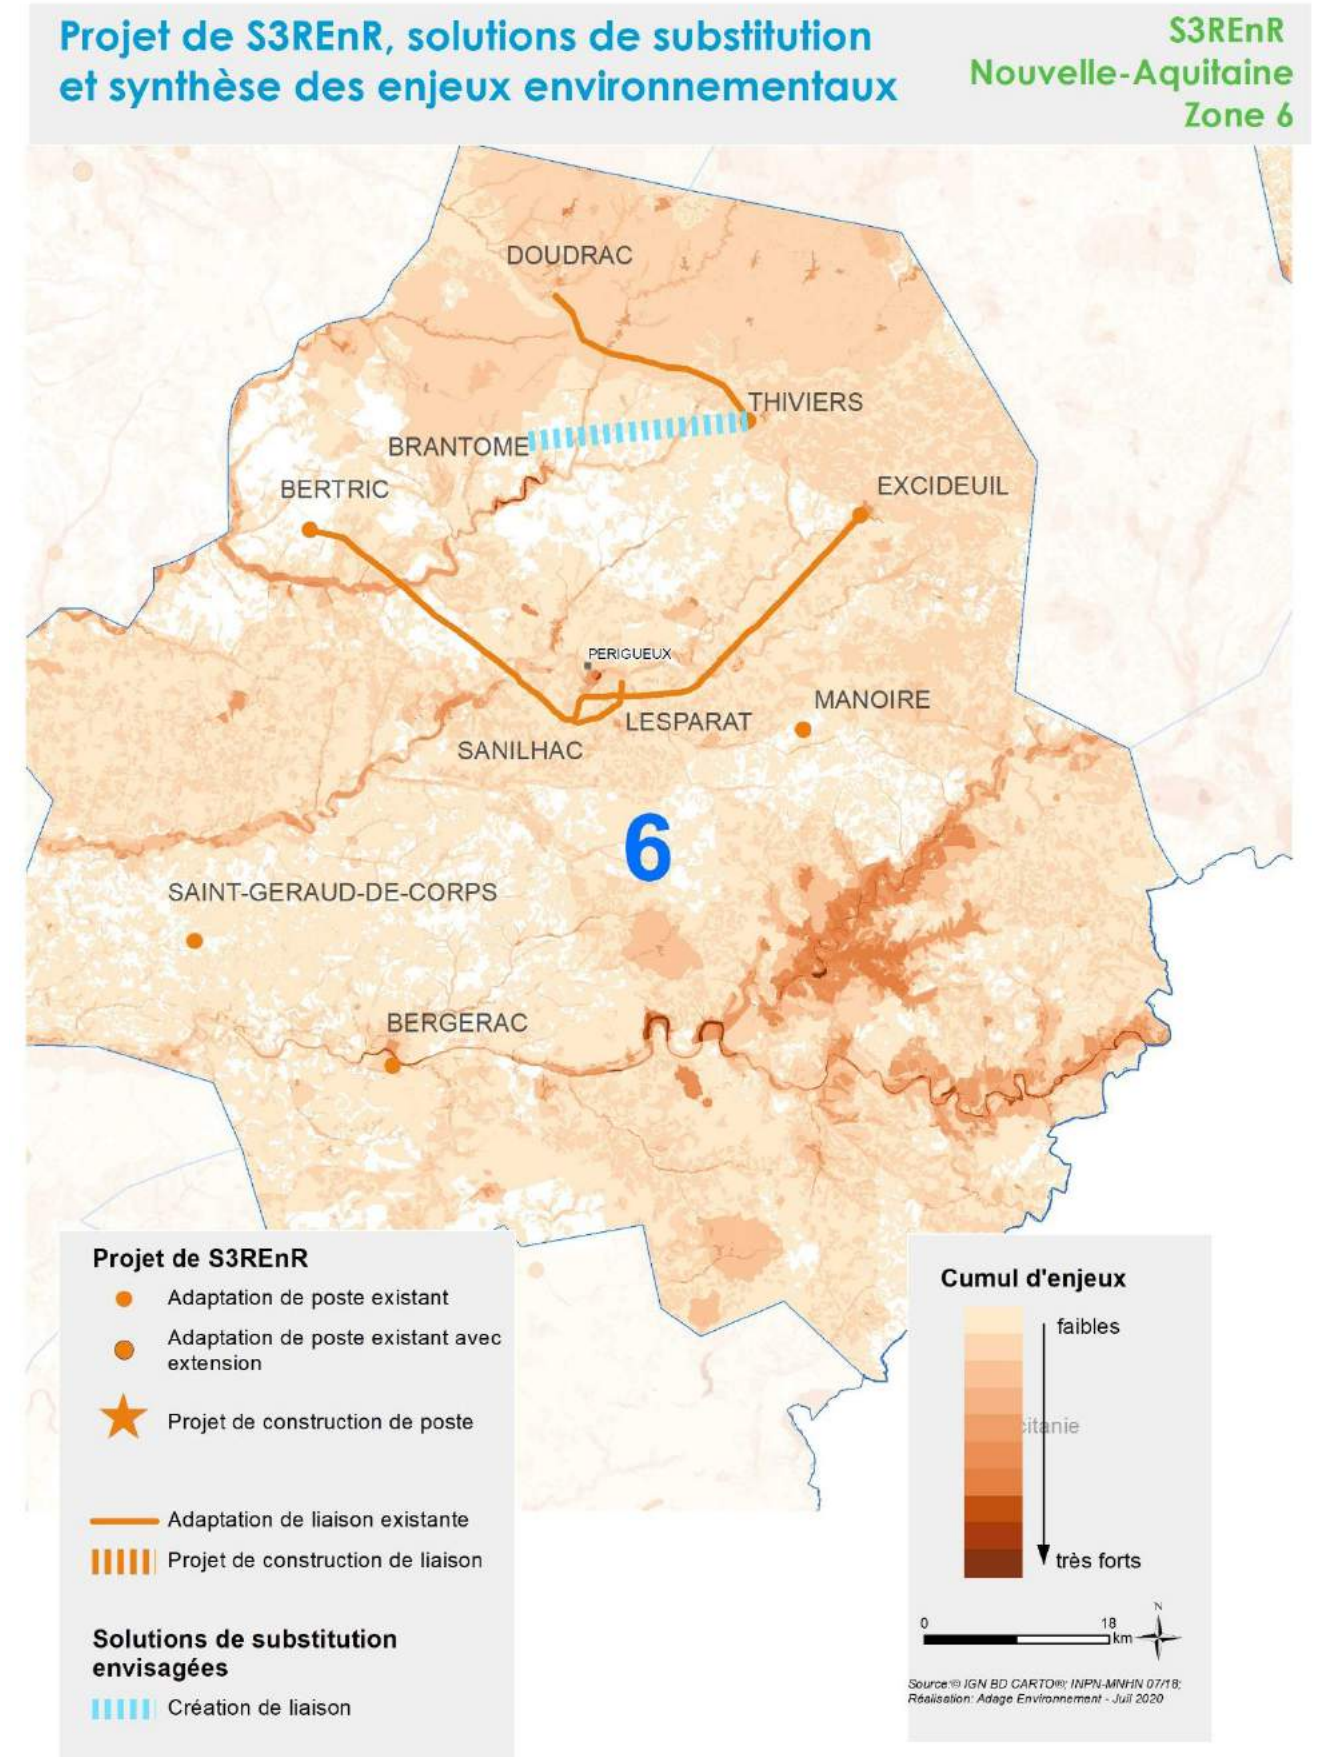 Projet de S3REnR, solutions de substitution
et synthèse des enjeux environnementaux
S3REnR
Nouvelle-Aquitaine
Zone 6
DOUDRAC
THIVIERS
BRANTOME
BERTRIC
EXCIDEUIL
PERIGUEUX
MANOIRE
LESPARAT
SANILHAC
6
SAINT-GERAUD-DE-CORPS
BERGERAC
Projet de S3REnR
Adaptation de poste existant
Adaptation de poste existant avec
extension
Projet de construction de poste
Adaptation de liaison existante
Projet de construction de liaison
Solutions de substitution
envisagées
Création de liaison
Cumul d'enjeux
faibles
citanie
très forts
N
0 18
km
Source:© IGN BD CARTO®; INPN-MNHN 07/18;
Réalisation: Adage Environnement - Juil 2020